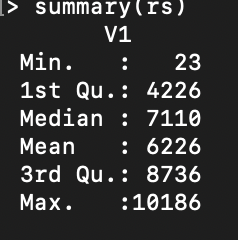 > summary(rs)
V1
Min. : 23
1st Qu.: 4226
Median : 7110
Mean : 6226
3rd Qu.: 8736
Max. :10186